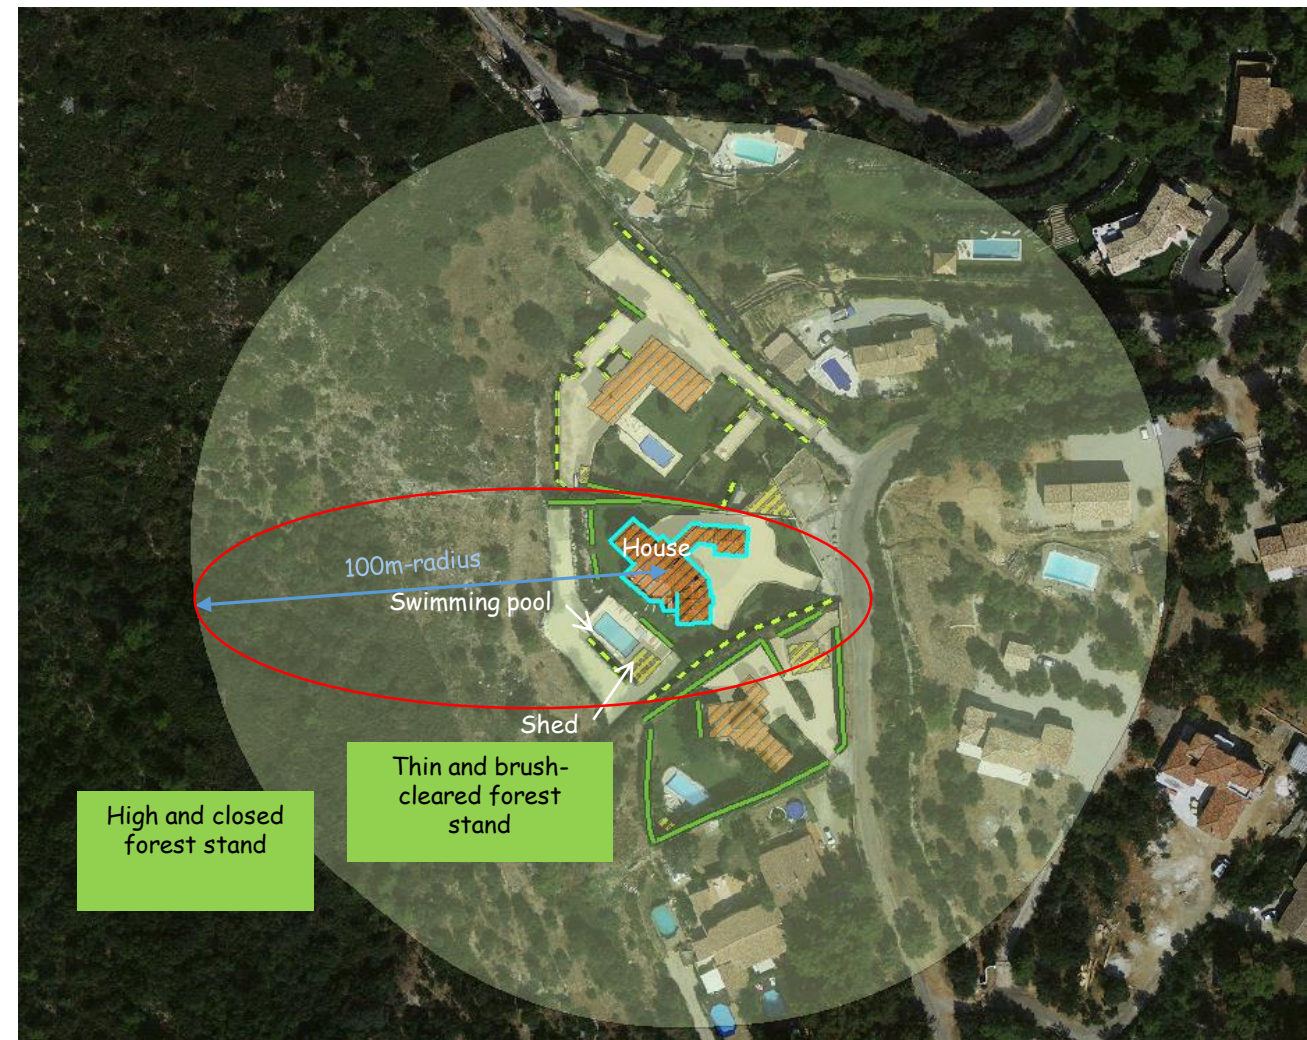 House
100m-radius
Swimming pool
Shed
Thin and brush-
cleared forest
stand
High and closed
forest stand